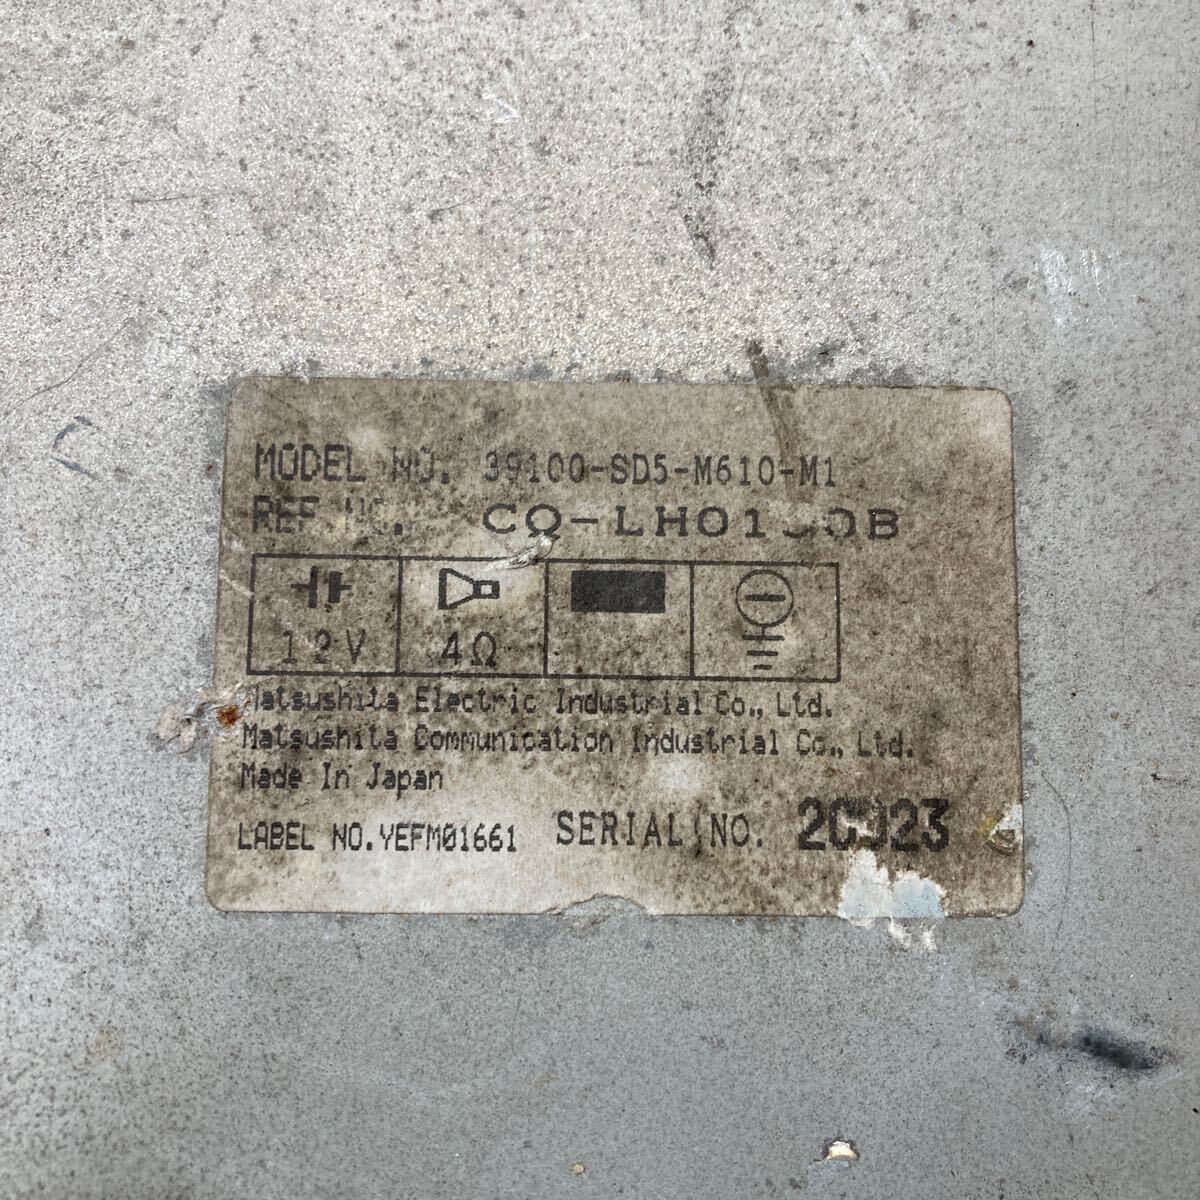 MODEL NO. 39100-SD5-M610-M1
REF NO.
12V 4Ω
Matsushita Electric Industrial Co., Ltd.
Matsushita Communication Industrial Co., Ltd.
Made In Japan
LABEL NO. YEFM01661 SERIAL NO.